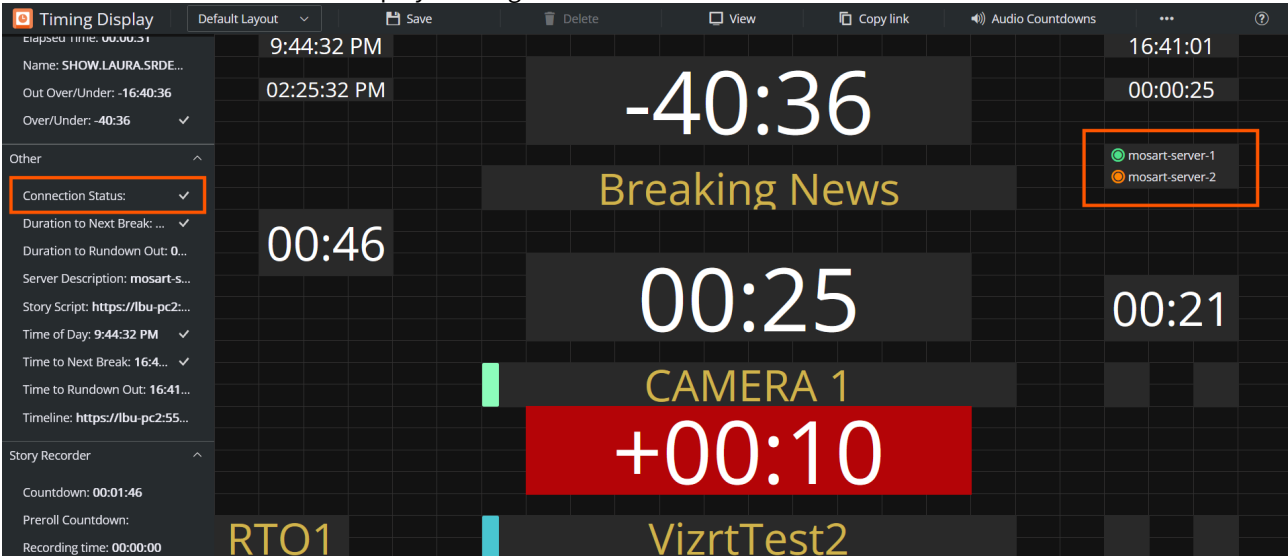 Timing Display
Default Layout
Save
Delete
View
Copy link
Audio Countdowns
Elapsed Time: 00:00:31
Name: SHOW.LAURA.SRDE...
Out Over/Under: -16:40:36
Over/Under: -40:36
Other
Connection Status:
Duration to Next Break: ...
Duration to Rundown Out: 0...
Server Description: mosart-s...
Story Script: https://lbu-pc2:...
Time of Day: 9:44:32 PM
Time to Next Break: 16:4...
Time to Rundown Out: 16:41...
Timeline: https://lbu-pc2:55...
Story Recorder
Countdown: 00:01:46
Preroll Countdown:
Recording time: 00:00:00
9:44:32 PM
02:25:32 PM
00:46
RTO1
-40:36
Breaking News
00:25
CAMERA 1
+00:10
VizrtTest2
16:41:01
00:00:25
mosart-server-1
mosart-server-2
00:21